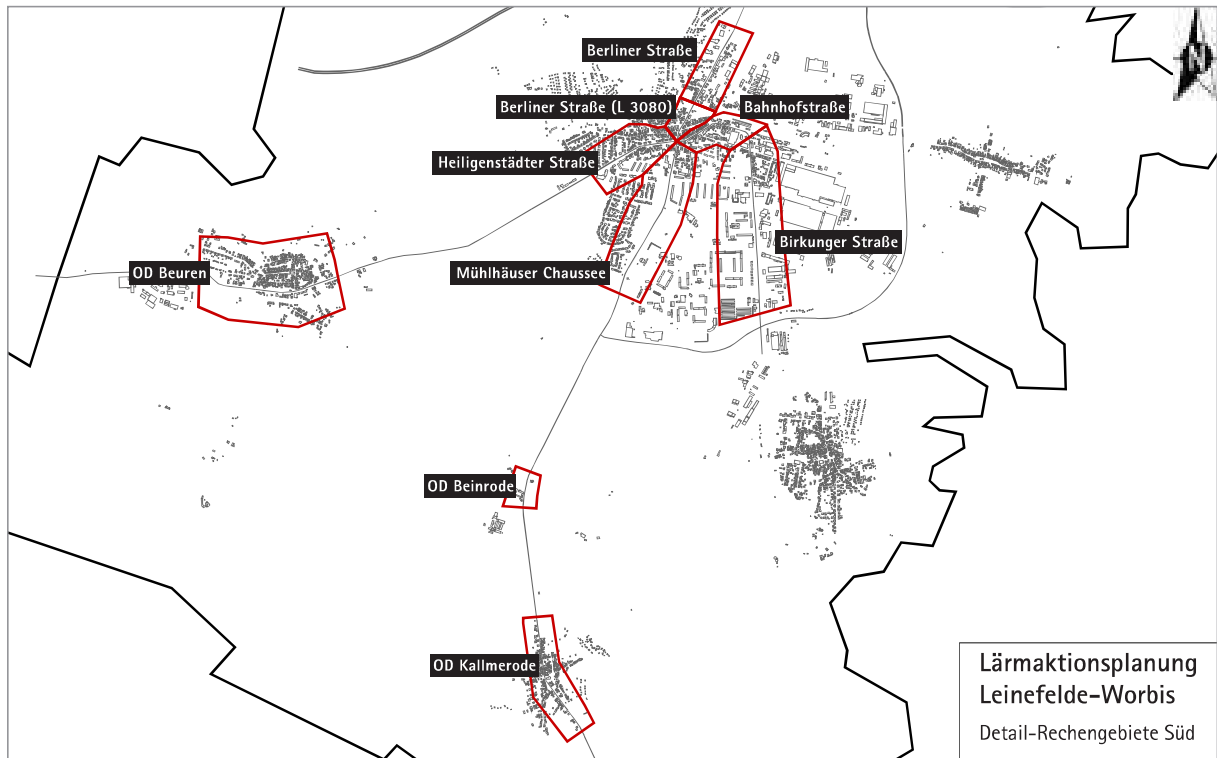 Berliner Straße
N
Berliner Straße (L 3080)
Bahnhofstraße
Heiligenstädter Straße
Birkunger Straße
OD Beuren
Mühlhäuser Chaussee
OD Beinrode
OD Kallmerode
Lärmaktionsplanung
Leinefelde-Worbis
Detail-Rechengebiete Süd